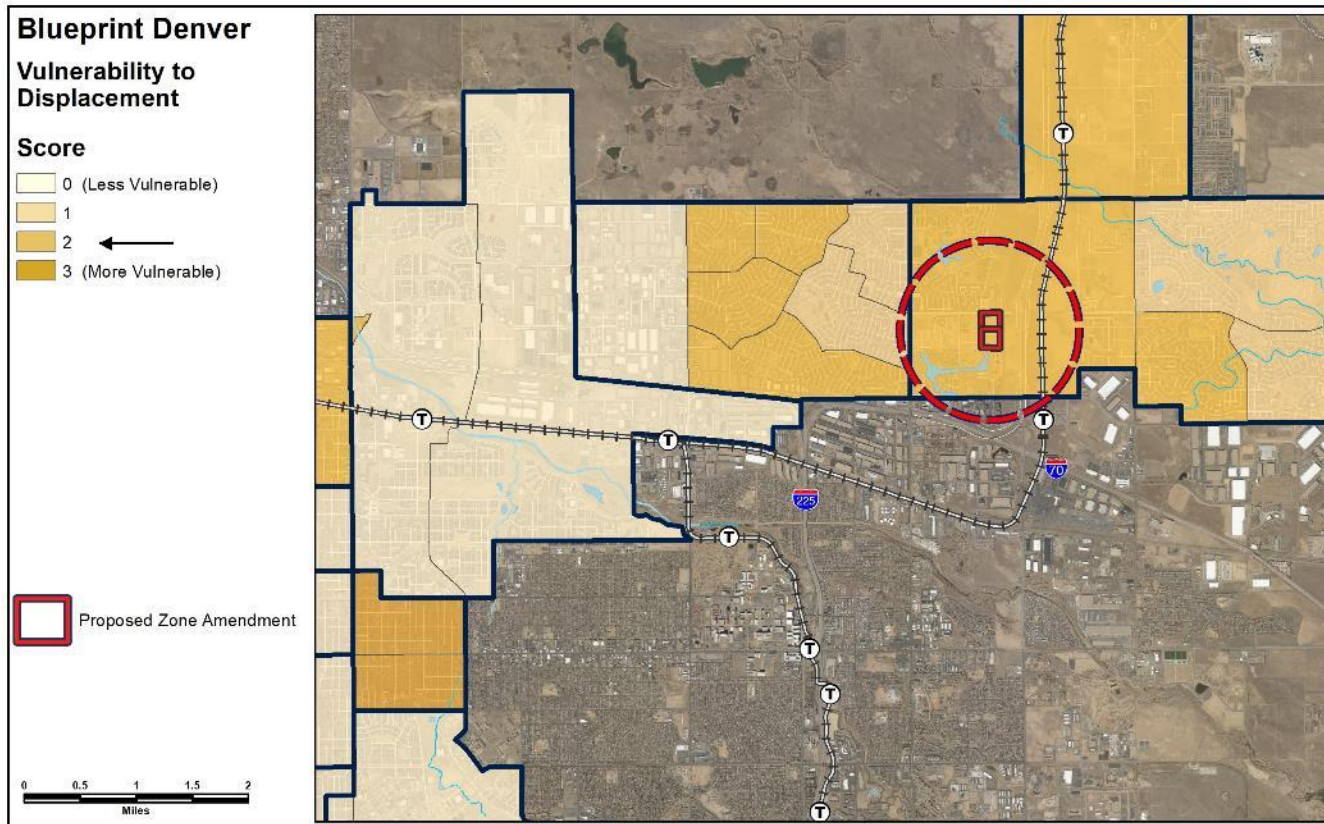 Blueprint Denver
Vulnerability to
Displacement
Score
0 (Less Vulnerable)
1
2
3 (More Vulnerable)
Proposed Zone Amendment
0 0.5 1 1.5 2
Miles
T
T
T
T
70
225
T
T
T
T